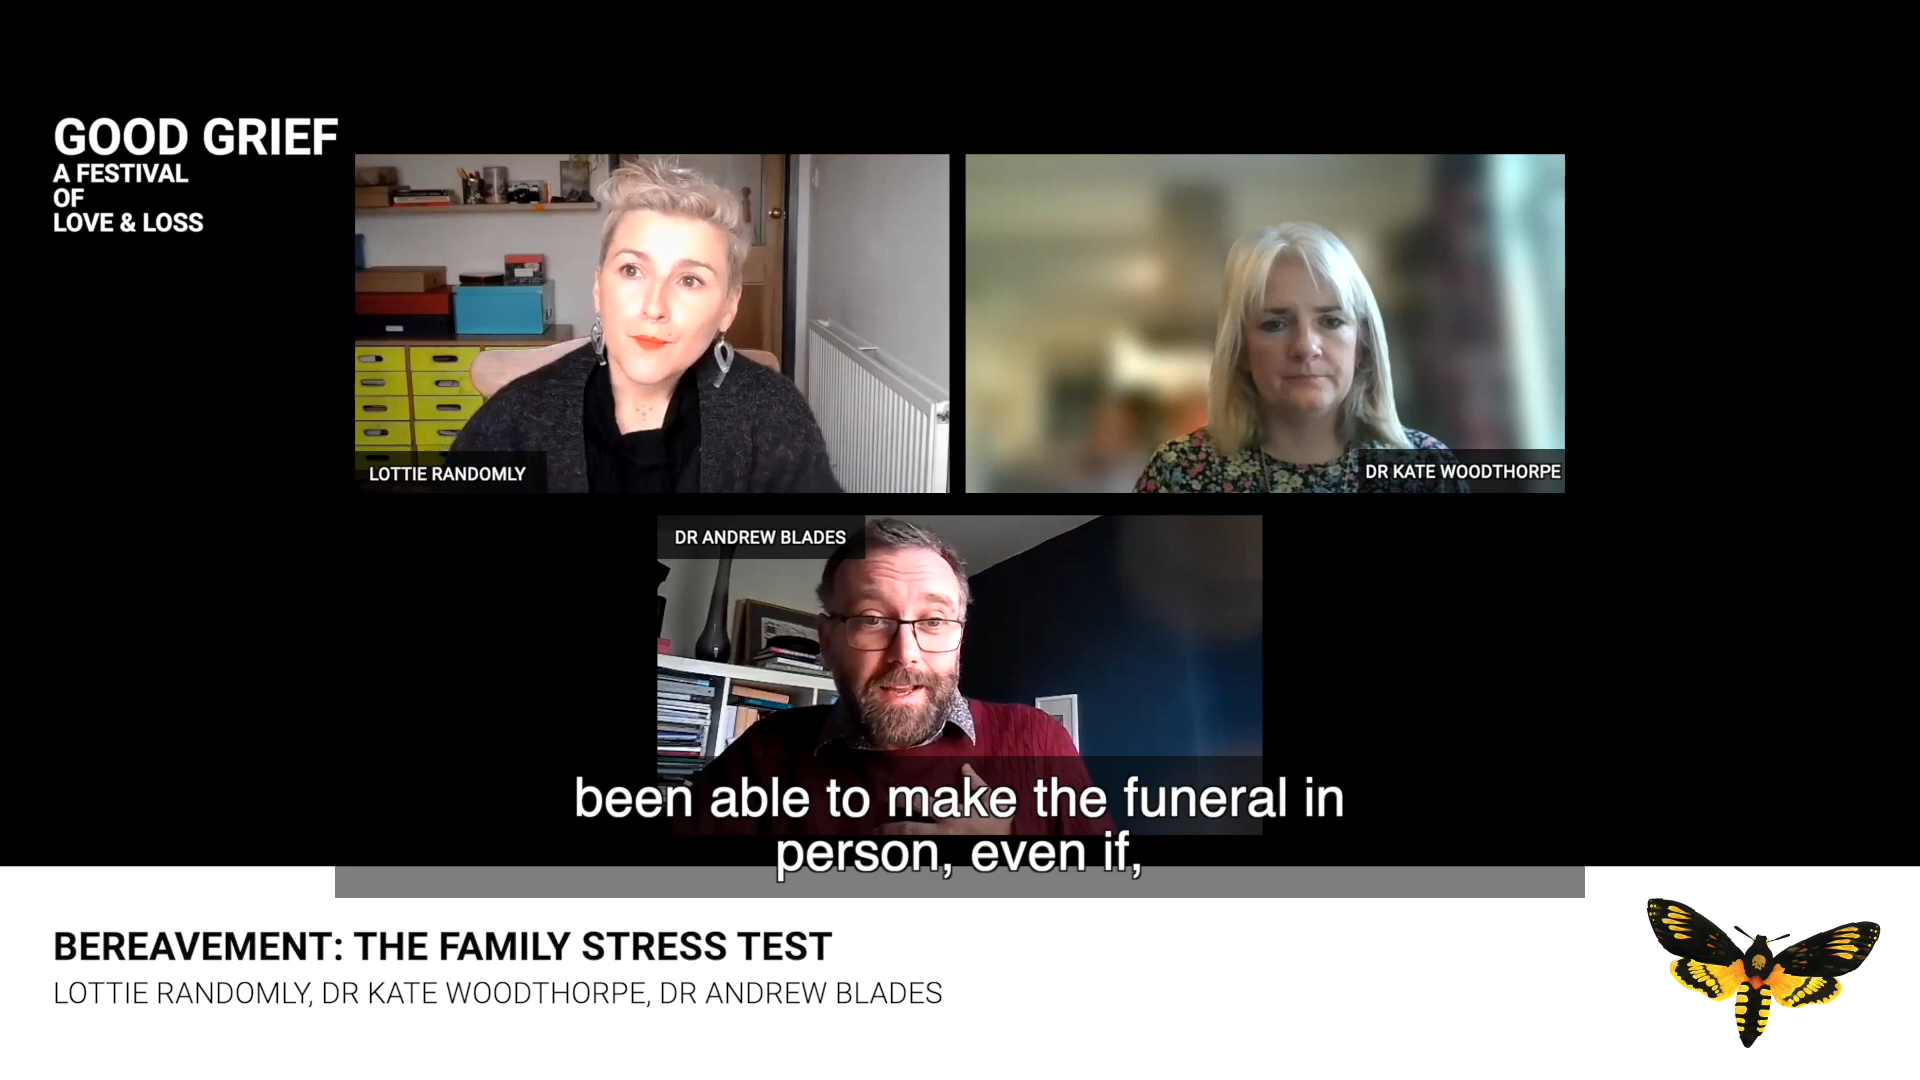 GOOD GRIEF
A FESTIVAL
OF
LOVE & LOSS
LOTTIE RANDOMLY
DR KATE WOODTHORPE
DR ANDREW BLADES
been able to make the funeral in
person, even if,
BEREAVEMENT: THE FAMILY STRESS TEST
LOTTIE RANDOMLY, DR KATE WOODTHORPE, DR ANDREW BLADES